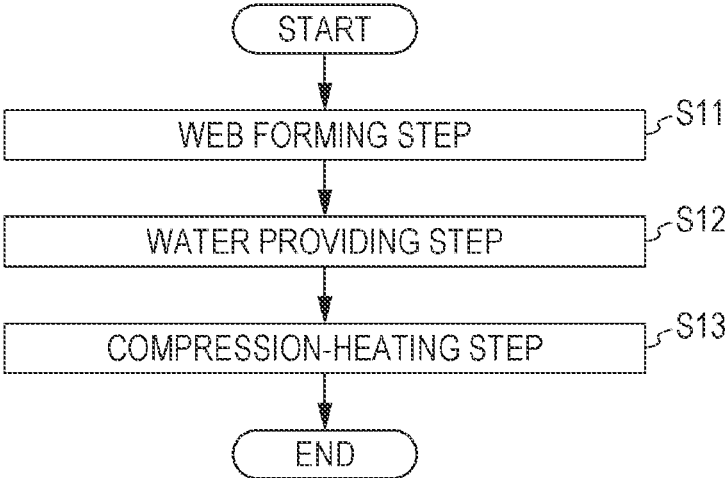 START
WEB FORMING STEP
S11
WATER PROVIDING STEP
S12
COMPRESSION-HEATING STEP
S13
END